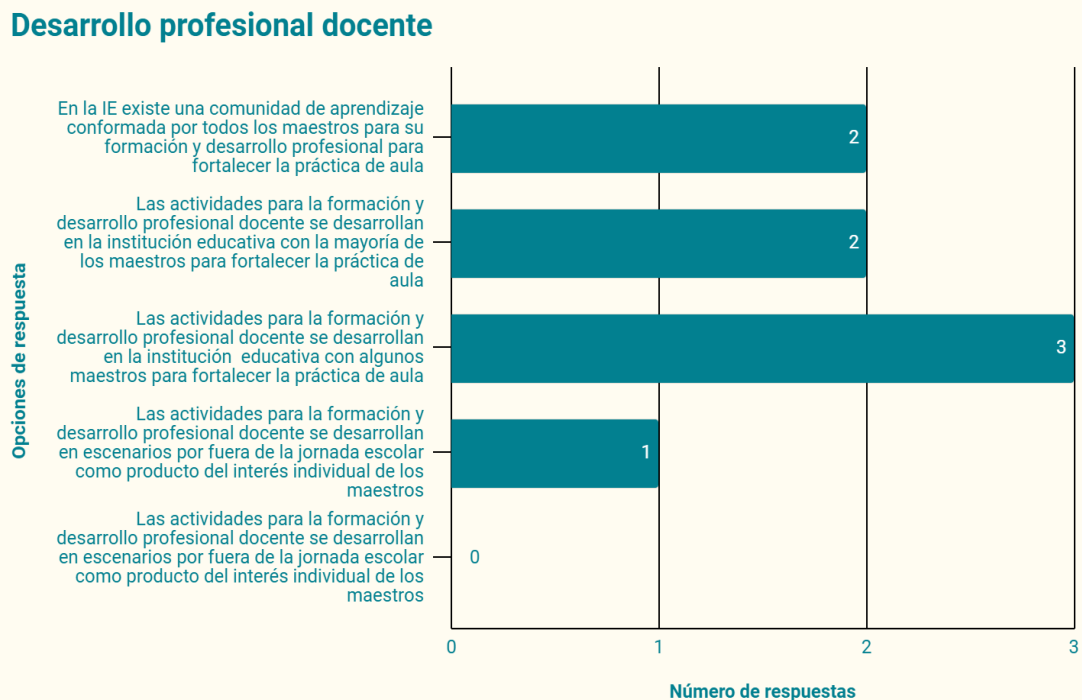 Desarrollo profesional docente
En la IE existe una comunidad de aprendizaje
conformada por todos los maestros para su
formación y desarrollo profesional para
fortalecer la práctica de aula
2
Las actividades para la formación y
desarrollo profesional docente se desarrollan
en la institución educativa con la mayoría de
los maestros para fortalecer la práctica de
aula
2
Las actividades para la formación y
desarrollo profesional docente se desarrollan
en la institución  educativa con algunos
maestros para fortalecer la práctica de aula
3
Las actividades para la formación y
desarrollo profesional docente se desarrollan
en escenarios por fuera de la jornada escolar
como producto del interés individual de los
maestros
1
Las actividades para la formación y
desarrollo profesional docente se desarrollan
en escenarios por fuera de la jornada escolar
como producto del interés individual de los
maestros
0
Opciones de respuesta
0 1 2 3
Número de respuestas